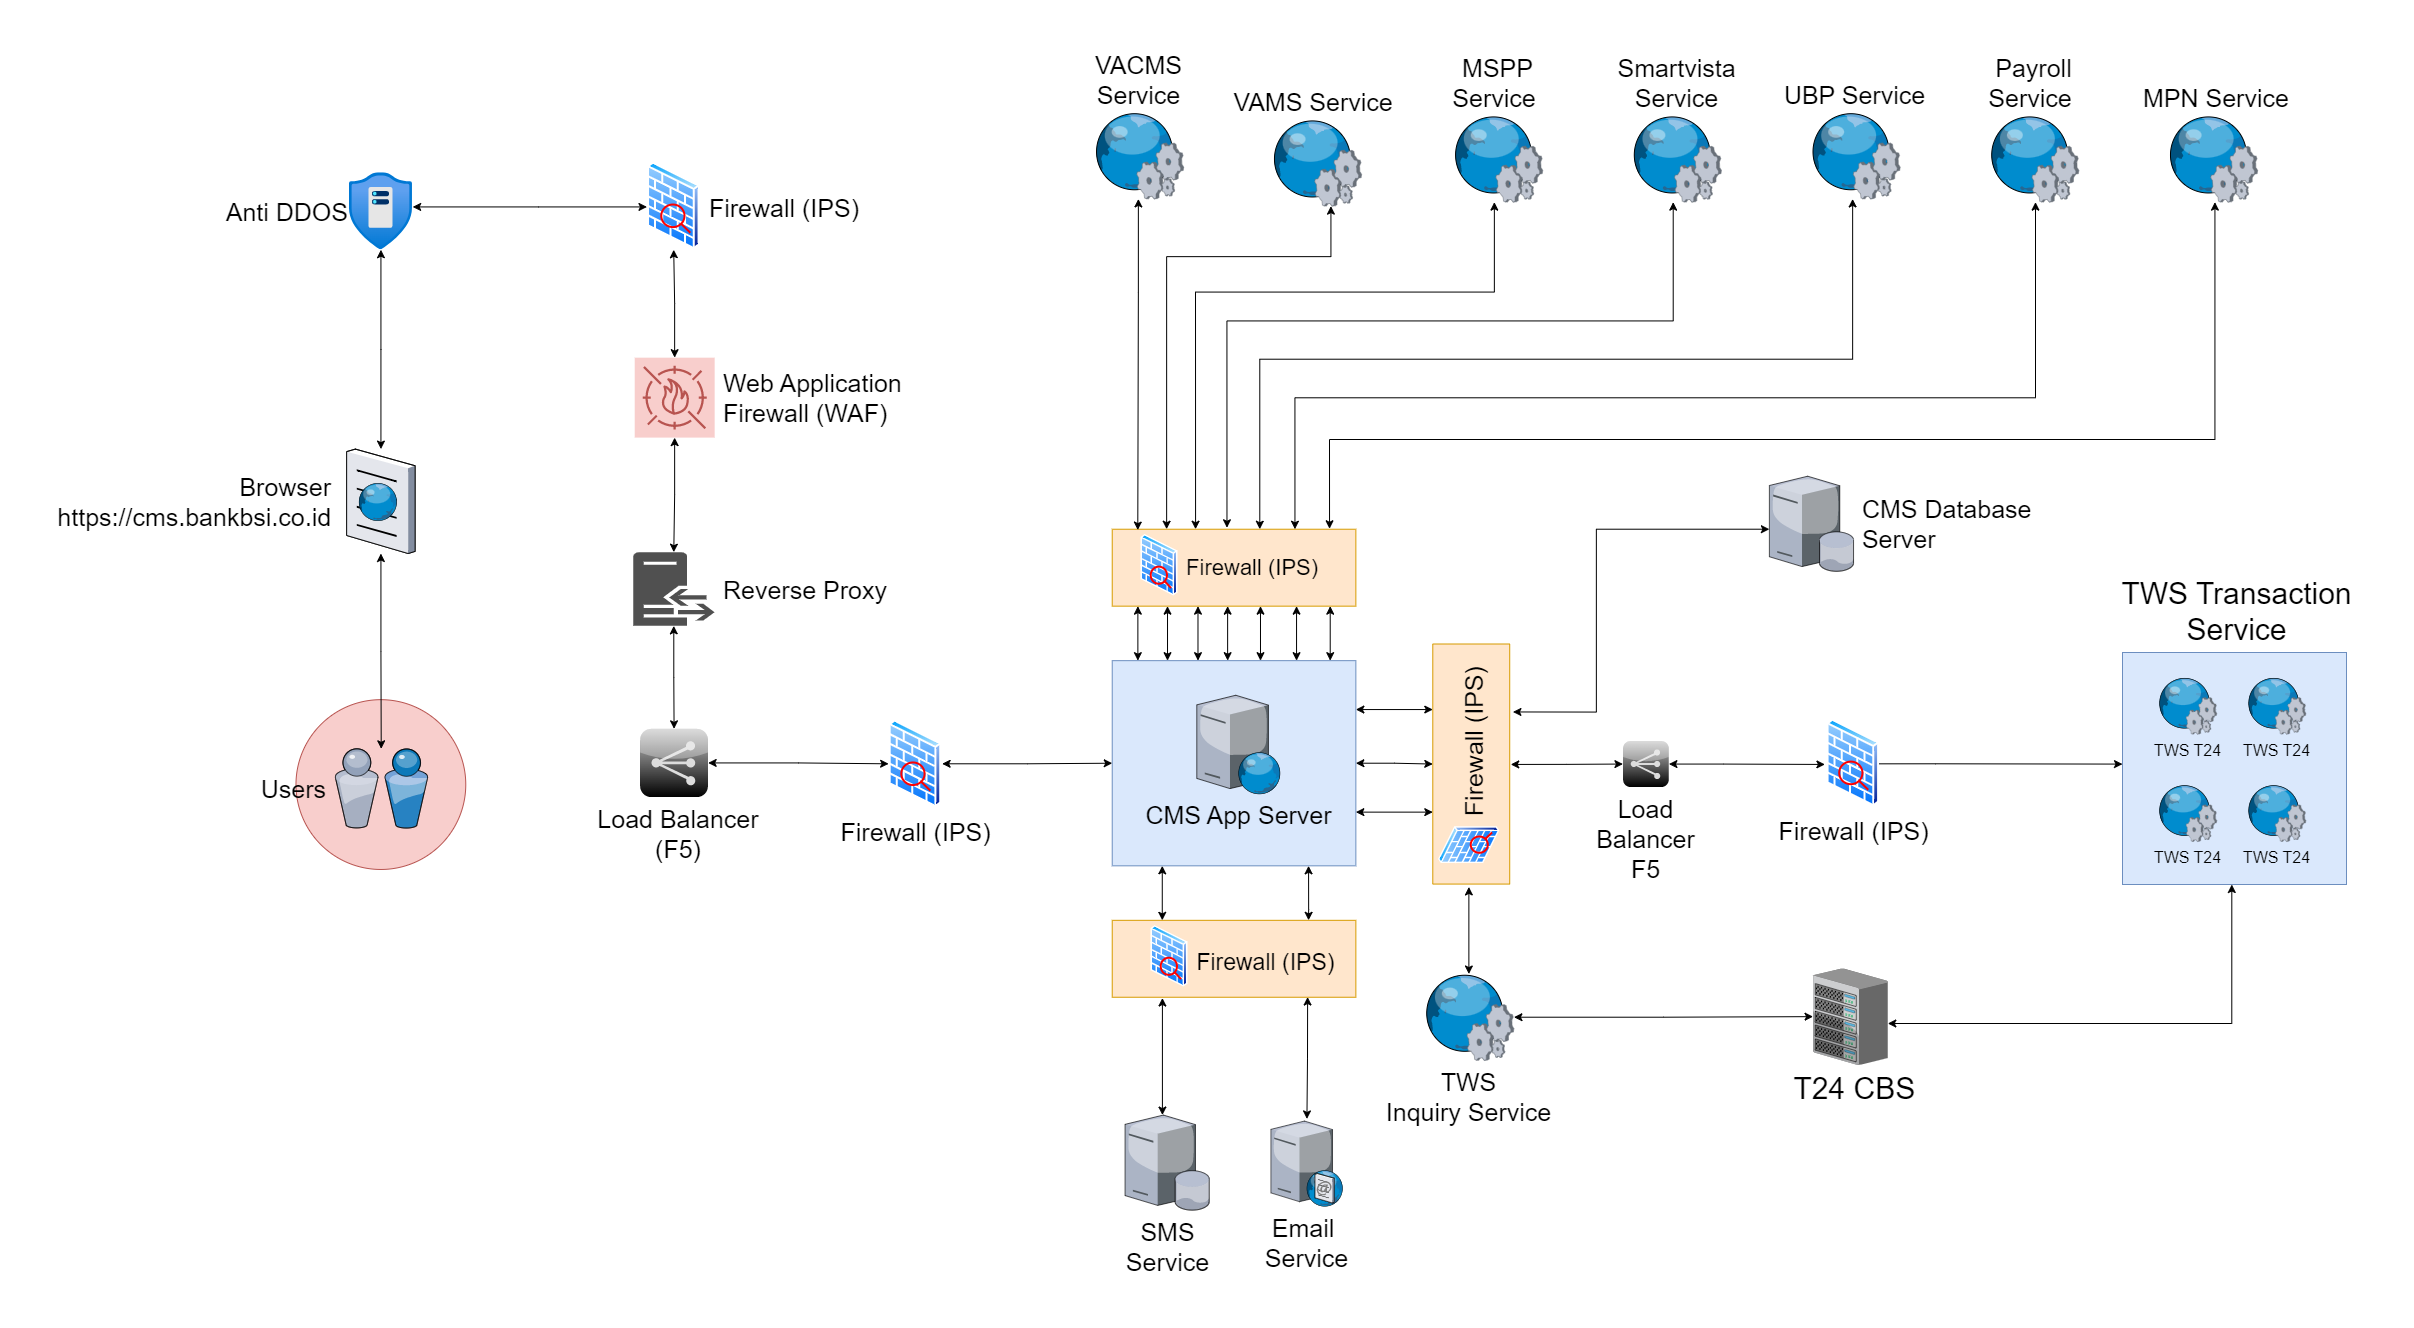 VACMS
Service
VAMS Service
MSPP
Service
Smartvista
Service
UBP Service
Payroll
Service
MPN Service
Anti DDOS
Firewall (IPS)
Web Application
Firewall (WAF)
Browser
https://cms.bankbsi.co.id
Reverse Proxy
Users
Load Balancer
(F5)
Firewall (IPS)
Firewall (IPS)
CMS App Server
Firewall (IPS)
CMS Database
Server
Load
Balancer
F5
Firewall (IPS)
TWS Transaction
Service
TWS T24
TWS T24
TWS T24
TWS T24
Firewall (IPS)
TWS
Inquiry Service
T24 CBS
SMS
Service
Email
Service